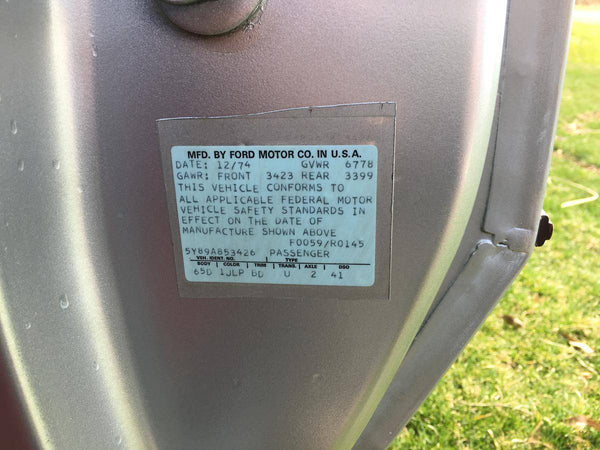 MFD. BY FORD MOTOR CO. IN U.S.A.
DATE: 12/74 GVWR 6778
GAWR: FRONT 3423 REAR 3399
THIS VEHICLE CONFORMS TO
ALL APPLICABLE FEDERAL MOTOR
VEHICLE SAFETY STANDARDS IN
EFFECT ON THE DATE OF
MANUFACTURE SHOWN ABOVE
F0059/R0145
5Y89A853426 PASSENGER
VEH. IDENT. NO. TYPE
BODY COLOR TRIM TRANS. AXLE DSO
65D 1JLP BD U 2 41